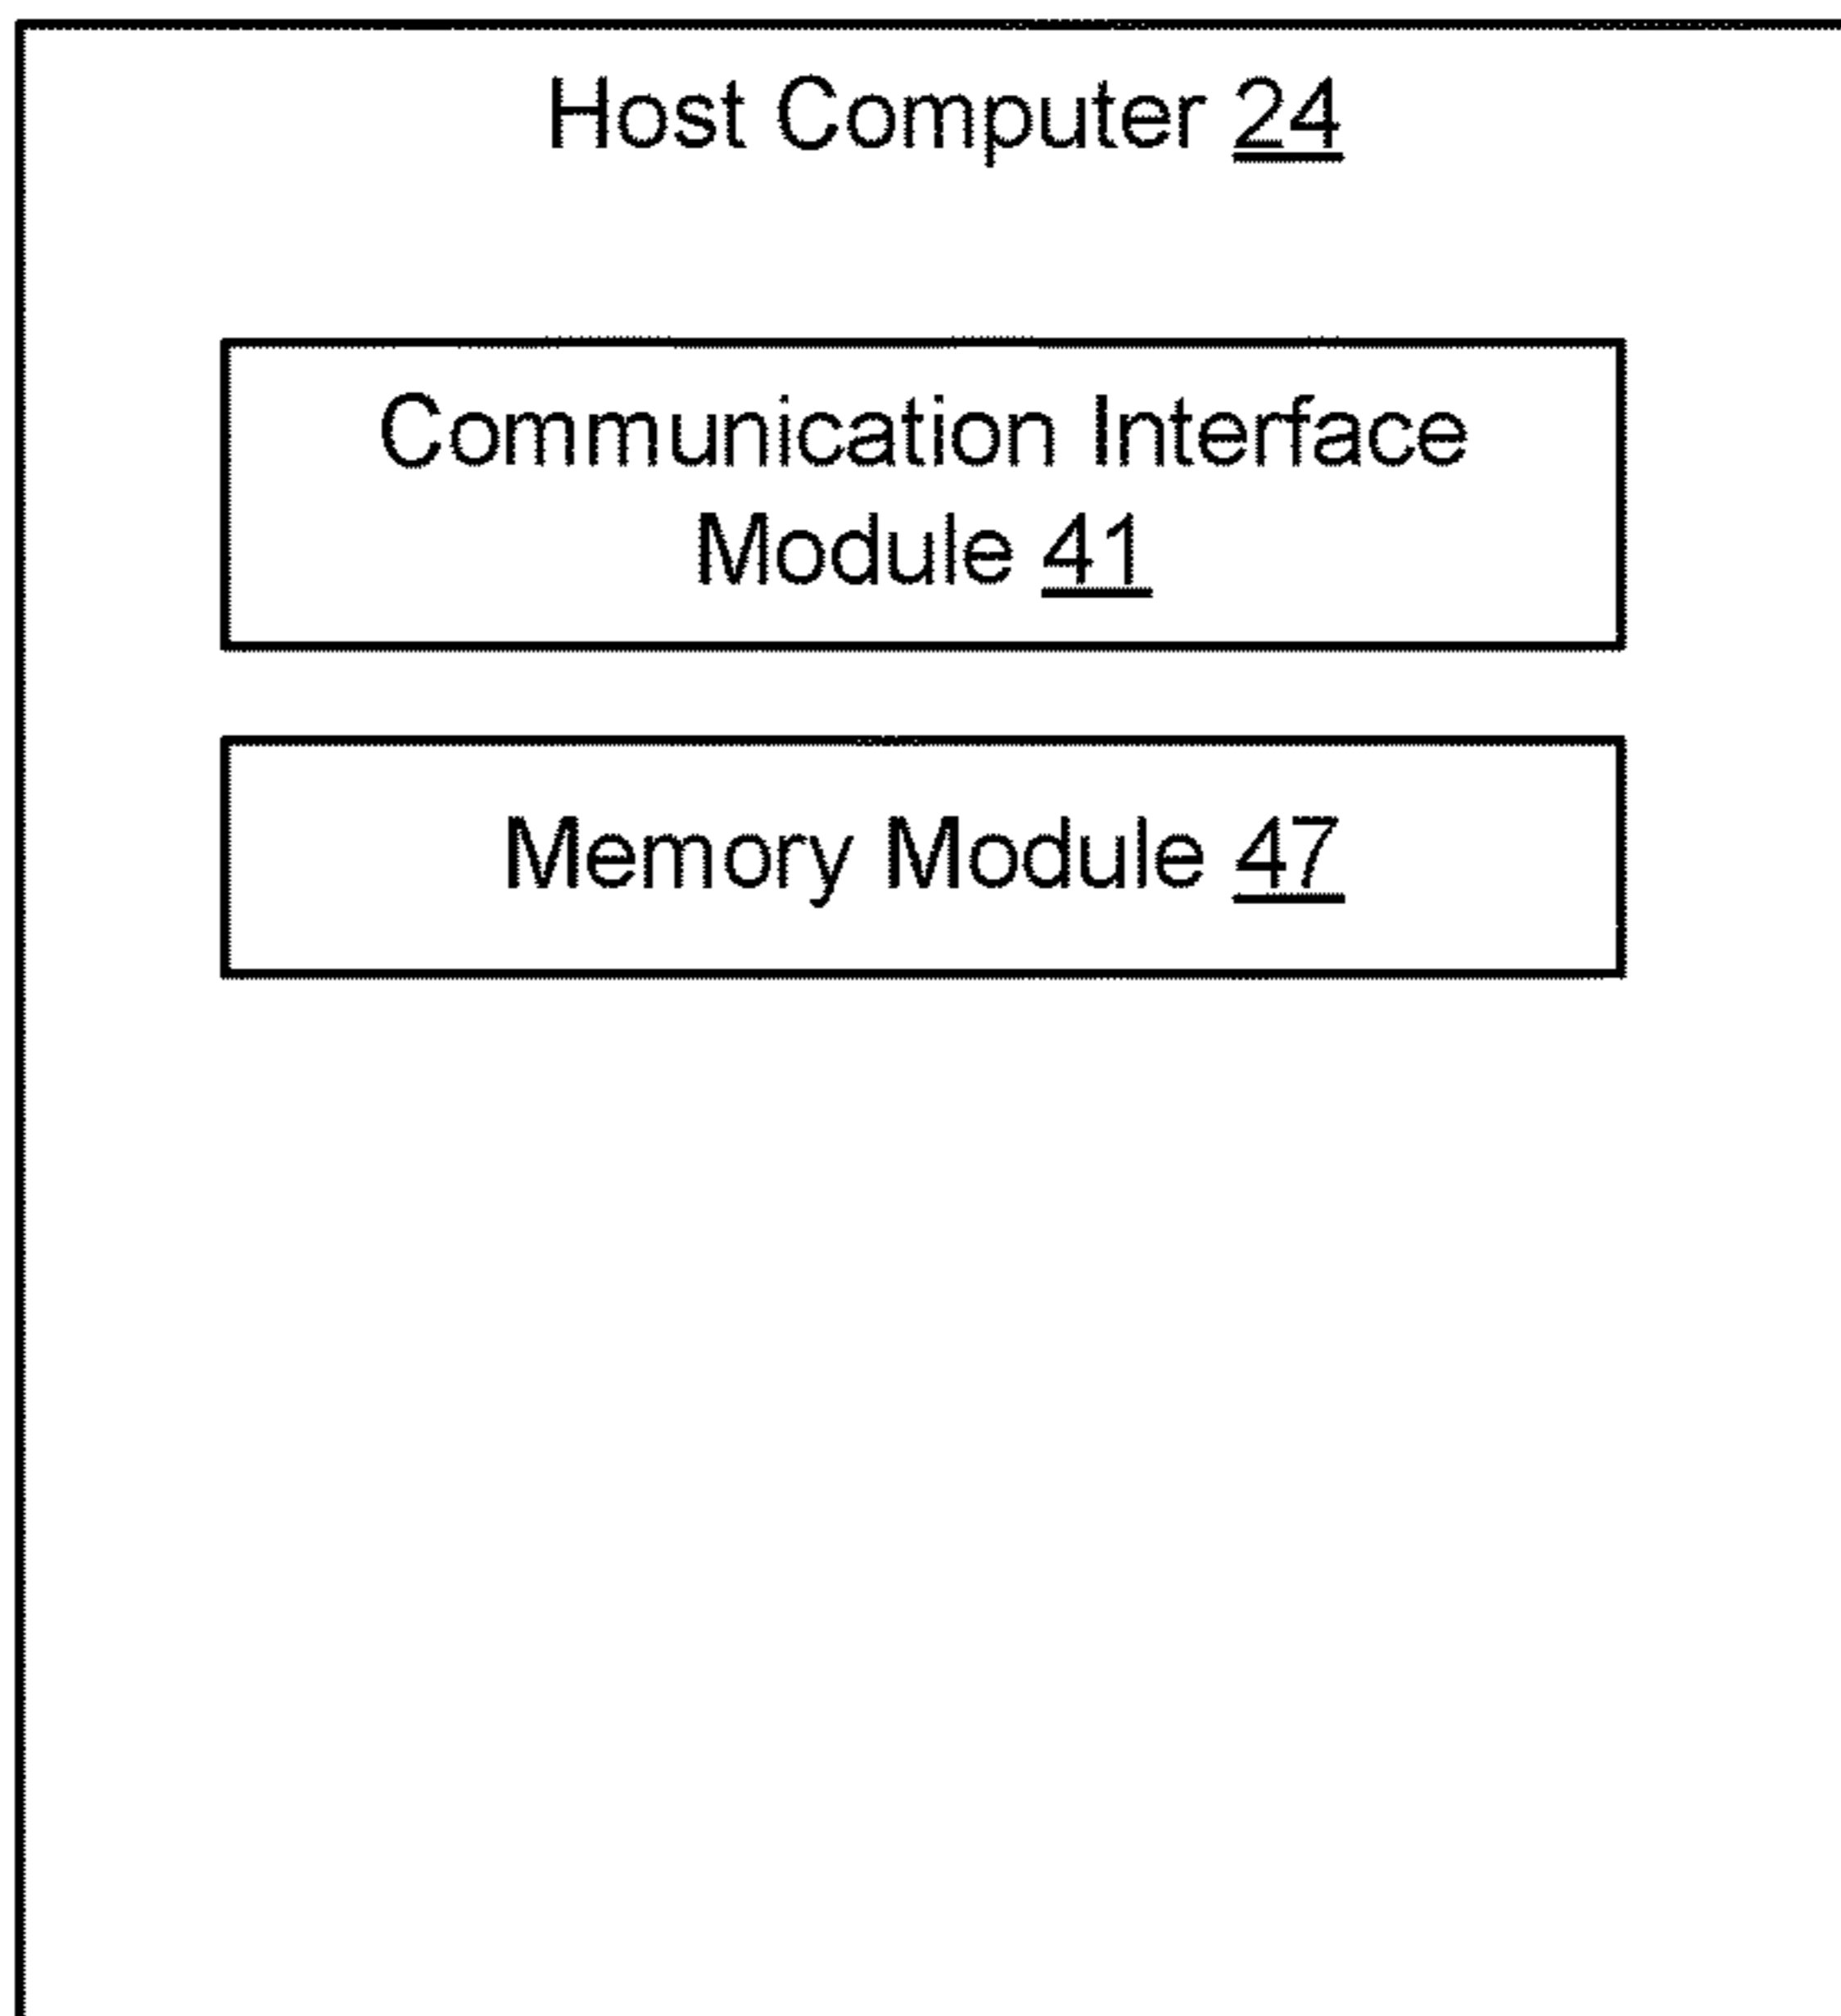 Host Computer 24
Communication Interface
Module 41
Memory Module 47